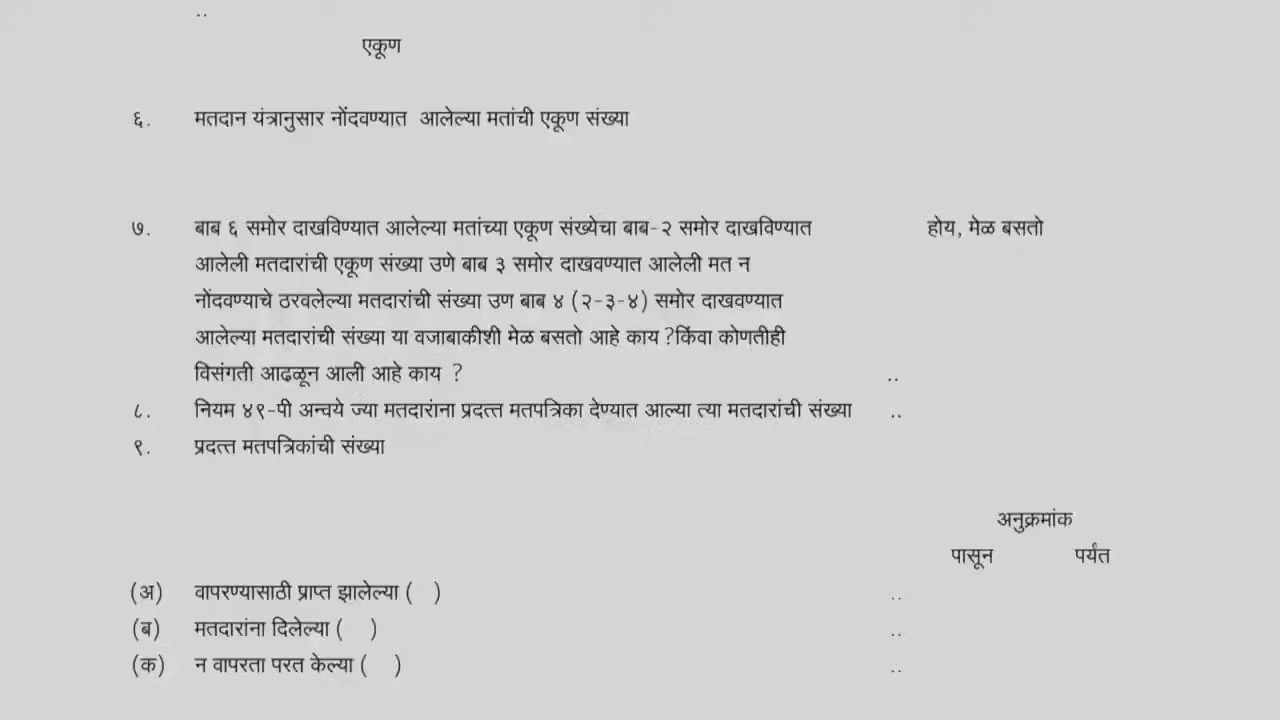 ..
एकूण
६. मतदान यंत्रानुसार नोंदवण्यात आलेल्या मतांची एकूण संख्या
७. बाब ६ समोर दाखविण्यात आलेल्या मतांच्या एकूण संख्येचा बाब-२ समोर दाखविण्यात होय, मेळ बसतो
आलेली मतदारांची एकूण संख्या उणे बाब ३ समोर दाखवण्यात आलेली मत न
नोंदवण्याचे ठरवलेल्या मतदारांची संख्या उण बाब ४ (२-३-४) समोर दाखवण्यात
आलेल्या मतदारांची संख्या या वजाबाकीशी मेळ बसतो आहे काय ?किंवा कोणतीही
विसंगती आढळून आली आहे काय ? ..
८. नियम ४९-पी अन्वये ज्या मतदारांना प्रदत्त मतपत्रिका देण्यात आल्या त्या मतदारांची संख्या ..
९. प्रदत्त मतपत्रिकांची संख्या
अनुक्रमांक
पासून पर्यंत
(अ) वापरण्यासाठी प्राप्त झालेल्या ( ) ..
(ब) मतदारांना दिलेल्या ( ) ..
(क) न वापरता परत केल्या ( ) ..